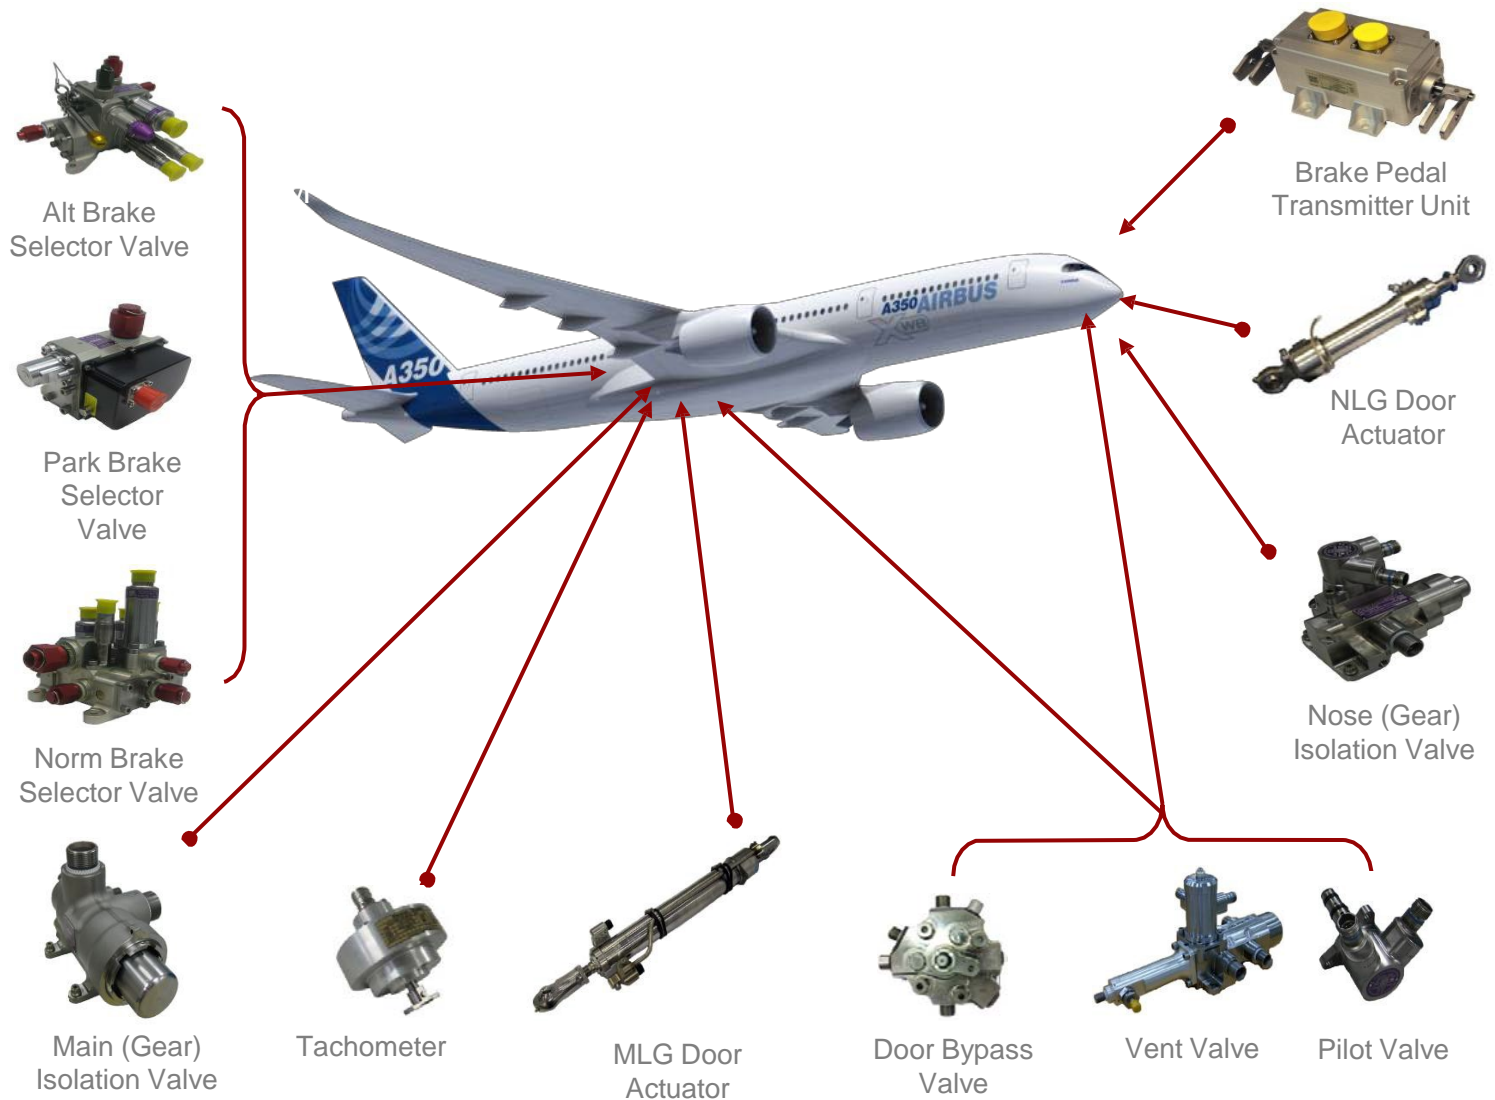 Alt Brake
Selector Valve
Park Brake
Selector
Valve
Norm Brake
Selector Valve
Main (Gear)
Isolation Valve
Tachometer
MLG Door
Actuator
Door Bypass
Valve
Vent Valve
Pilot Valve
Nose (Gear)
Isolation Valve
NLG Door
Actuator
Brake Pedal
Transmitter Unit
A350 AIRBUS
XWB
A350